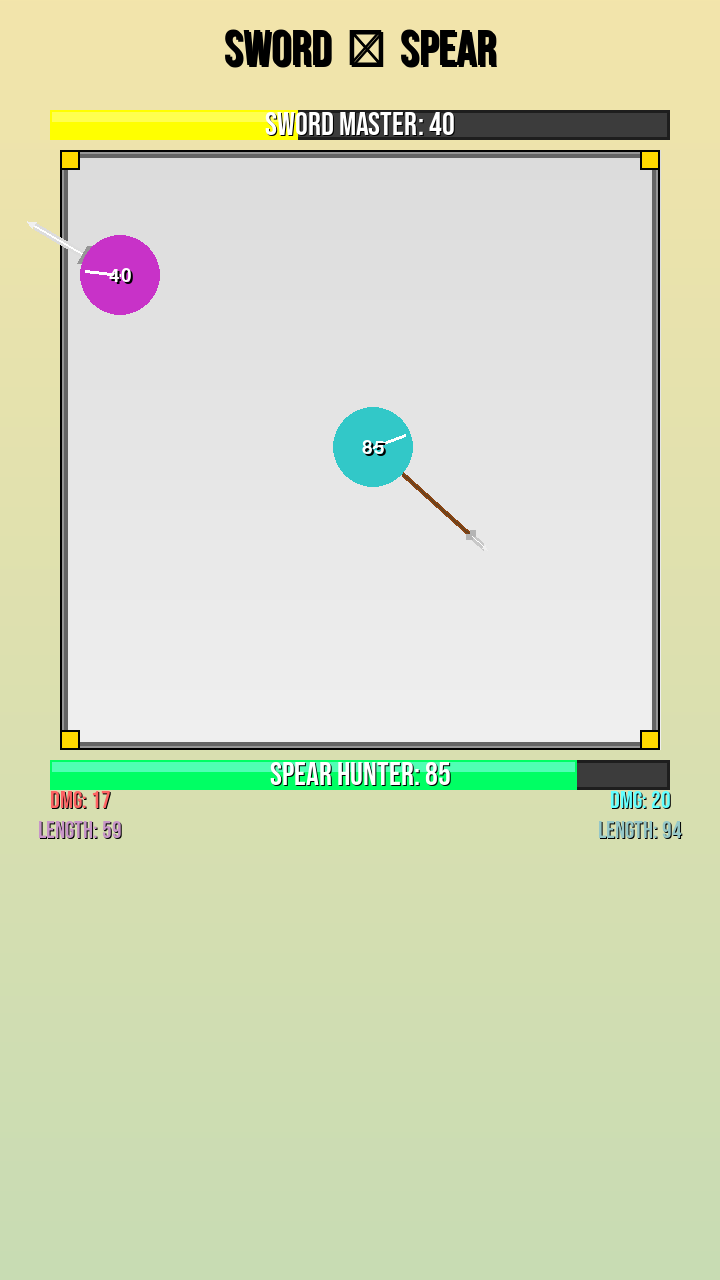 SWORD SPEAR
SWORD MASTER: 40
40
85
SPEAR HUNTER: 85
DMG: 17
DMG: 20
LENGTH: 59
LENGTH: 94